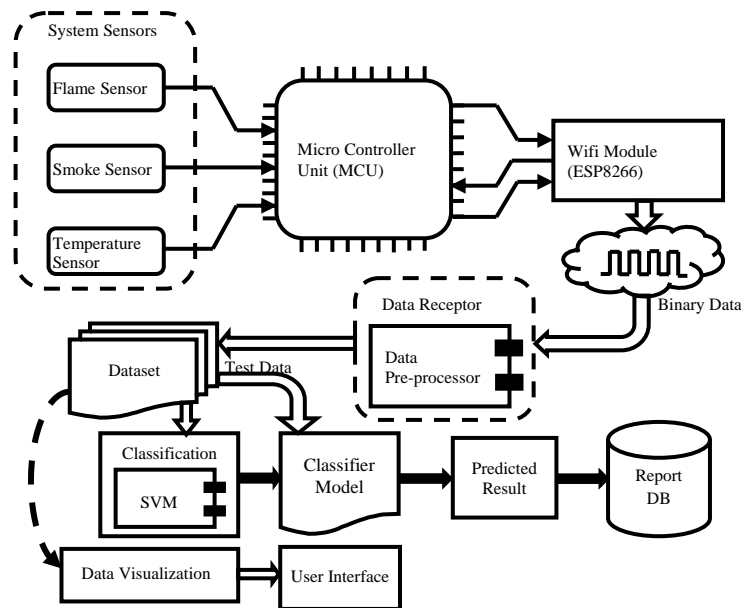 System Sensors
Flame Sensor
Smoke Sensor
Temperature
Sensor
Micro Controller
Unit (MCU)
Wifi Module
(ESP8266)
Binary Data
Data Receptor
Data
Pre-processor
Dataset
Test Data
Classification
SVM
Classifier
Model
Predicted
Result
Report
DB
Data Visualization
User Interface